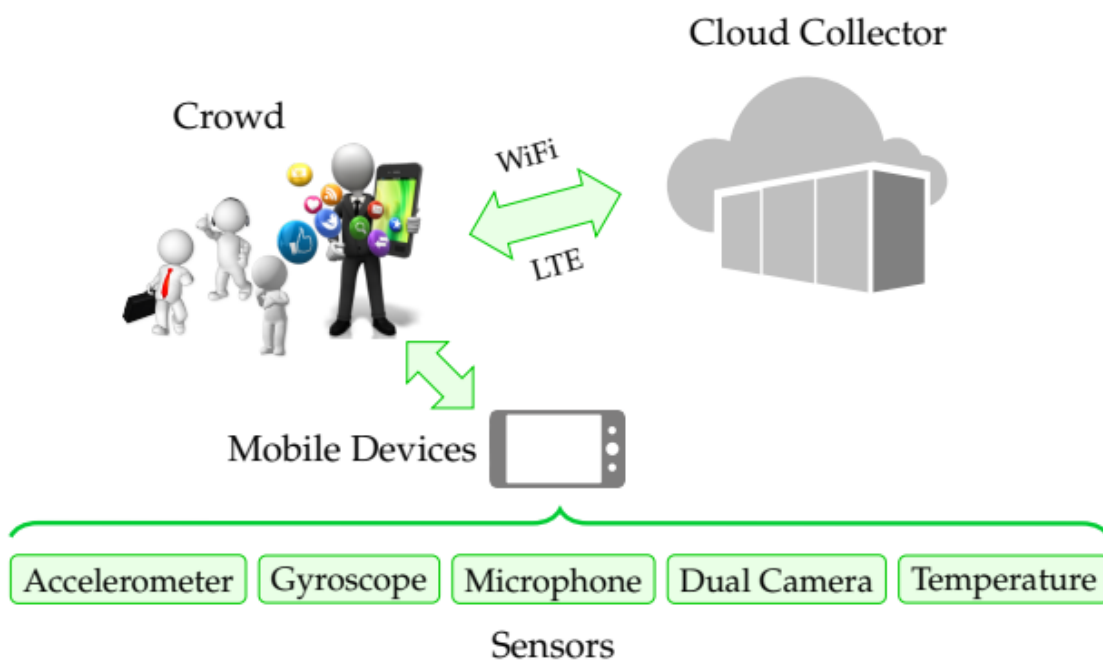 Cloud Collector
Crowd
WiFi
LTE
Mobile Devices
Accelerometer
Gyroscope
Microphone
Dual Camera
Temperature
Sensors